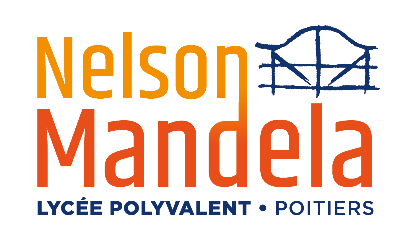 Nelson
Mandela
LYCÉE POLYVALENT • POITIERS